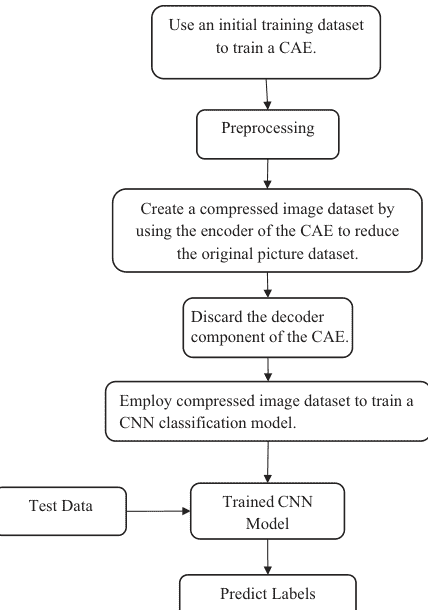 Use an initial training dataset
to train a CAE.
Preprocessing
Create a compressed image dataset by
using the encoder of the CAE to reduce
the original picture dataset.
Discard the decoder
component of the CAE.
Employ compressed image dataset to train a
CNN classification model.
Test Data
Trained CNN
Model
Predict Labels